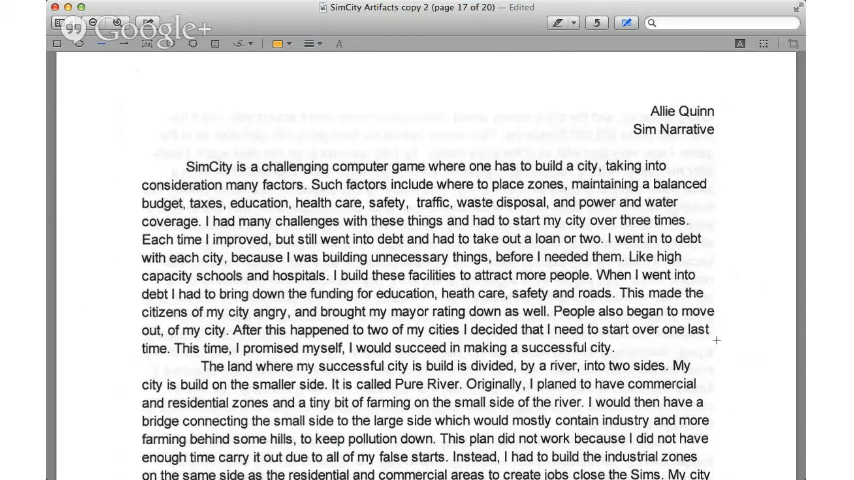 SimCity Artifacts copy 2 (page 17 of 20) — Edited
Google+
Allie Quinn
Sim Narrative
SimCity is a challenging computer game where one has to build a city, taking into
consideration many factors. Such factors include where to place zones, maintaining a balanced
budget, taxes, education, health care, safety, traffic, waste disposal, and power and water
coverage. I had many challenges with these things and had to start my city over three times.
Each time I improved, but still went into debt and had to take out a loan or two. I went in to debt
with each city, because I was building unnecessary things, before I needed them. Like high
capacity schools and hospitals. I build these facilities to attract more people. When I went into
debt I had to bring down the funding for education, heath care, safety and roads. This made the
citizens of my city angry, and brought my mayor rating down as well. People also began to move
out, of my city. After this happened to two of my cities I decided that I need to start over one last
time. This time, I promised myself, I would succeed in making a successful city.
The land where my successful city is build is divided, by a river, into two sides. My
city is build on the smaller side. It is called Pure River. Originally, I planed to have commercial
and residential zones and a tiny bit of farming on the small side of the river. I would then have a
bridge connecting the small side to the large side which would mostly contain industry and more
farming behind some hills, to keep pollution down. This plan did not work because I did not have
enough time carry it out due to all of my false starts. Instead, I had to build the industrial zones
on the same side as the residential and commercial areas to create jobs close the Sims. My city